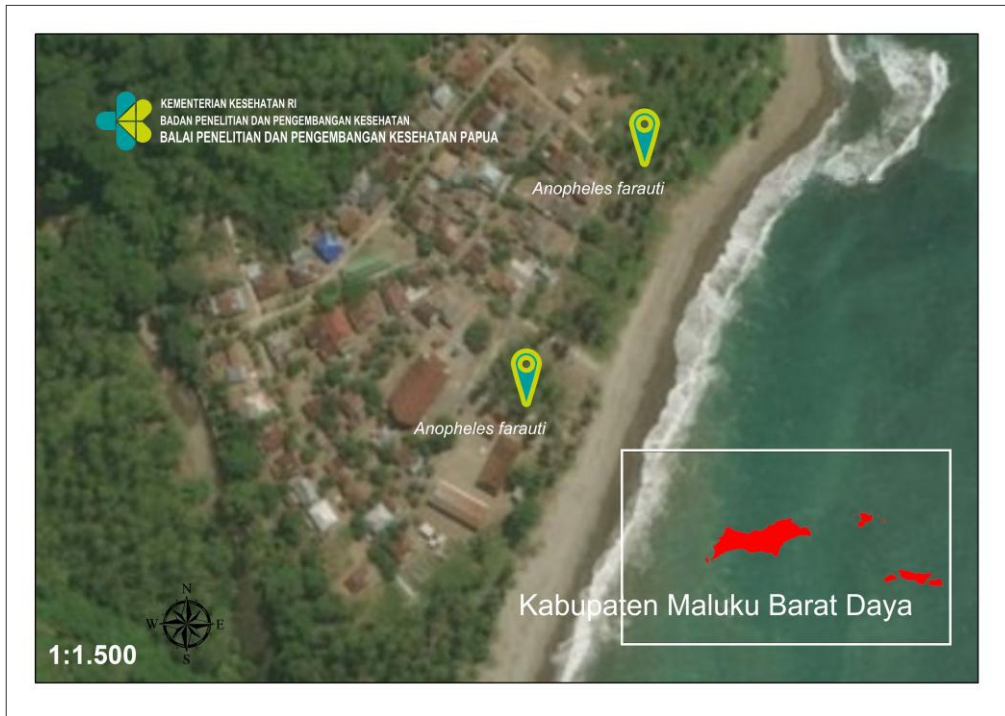 KEMENTERIAN KESEHATAN RI
BADAN PENELITIAN DAN PENGEMBANGAN KESEHATAN
BALAI PENELITIAN DAN PENGEMBANGAN KESEHATAN PAPUA
Anopheles farauti
Anopheles farauti
Kabupaten Maluku Barat Daya
N
W E
S
1:1.500